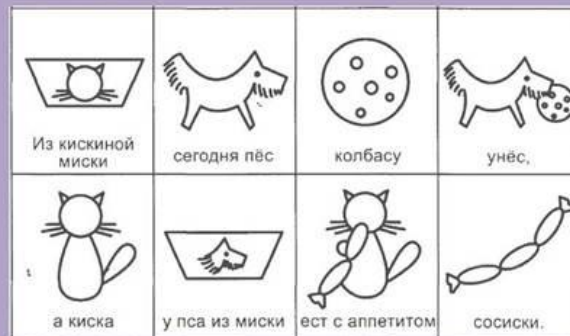 Из кискиной
миски
сегодня пёс
колбасу
унёс,
а киска
у пса из миски
ест с аппетитом
сосиски.